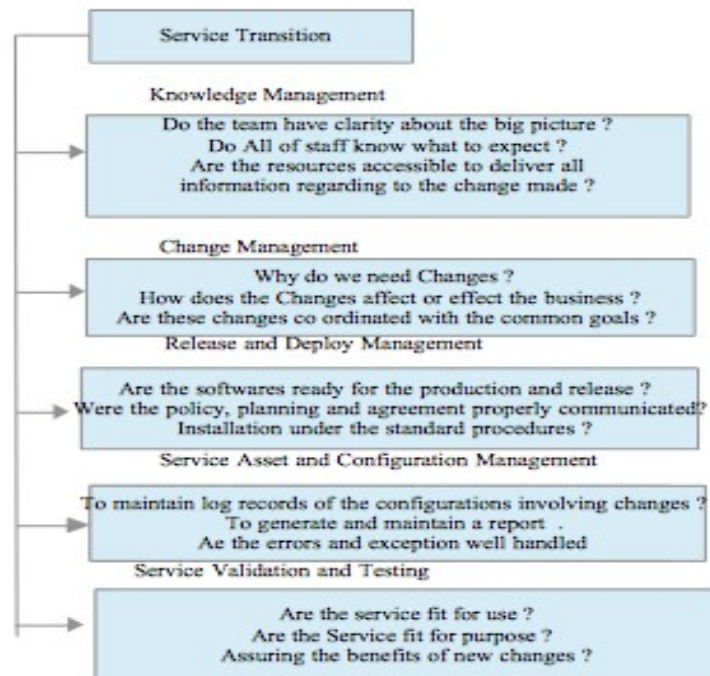 Service Transition
Knowledge Management
Do the team have clarity about the big picture ?
Do All of staff know what to expect ?
Are the resources accessible to deliver all
information regarding to the change made ?
Change Management
Why do we need Changes ?
How does the Changes affect or effect the business ?
Are these changes co ordinated with the common goals ?
Release and Deploy Management
Are the softwares ready for the production and release ?
Were the policy, planning and agreement properly communicated?
Installation under the standard procedures ?
Service Asset and Configuration Management
To maintain log records of the configurations involving changes ?
To generate and maintain a report .
Ae the errors and exception well handled
Service Validation and Testing
Are the service fit for use ?
Are the Service fit for purpose ?
Assuring the benefits of new changes ?